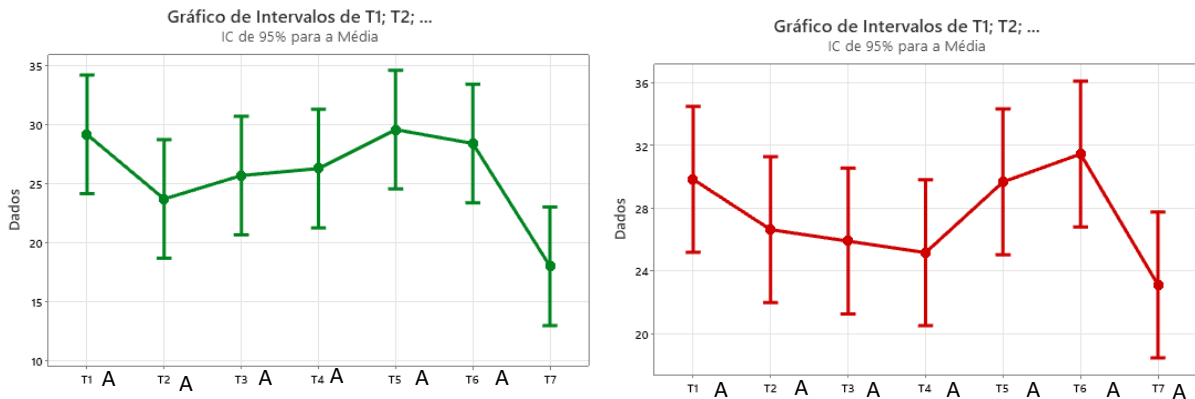 Gráfico de Intervalos de T1; T2; ...
IC de 95% para a Média
Dados
35
30
25
20
15
10
T1 A T2 A T3 A T4 A T5 A T6 A T7
Gráfico de Intervalos de T1; T2; ...
IC de 95% para a Média
Dados
36
32
28
24
20
T1 A T2 A T3 A T4 A T5 A T6 A T7 A